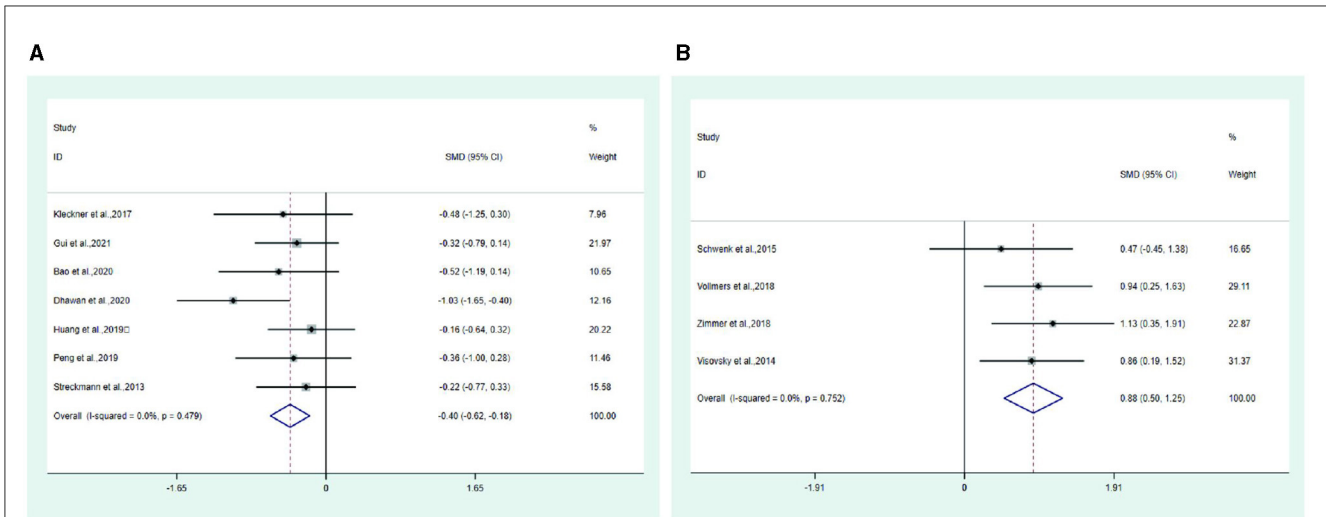 A
Study %
ID SMD (95% CI) Weight
Kleckner et al.,2017 -0.48 (-1.25, 0.30) 7.96
Gui et al.,2021 -0.32 (-0.79, 0.14) 21.97
Bao et al.,2020 -0.52 (-1.19, 0.14) 10.65
Dhawan et al.,2020 -1.03 (-1.65, -0.40) 12.16
Huang et al.,2019□ -0.16 (-0.64, 0.32) 20.22
Peng et al.,2019 -0.36 (-1.00, 0.28) 11.46
Streckmann et al.,2013 -0.22 (-0.77, 0.33) 15.58
Overall (I-squared = 0.0%, p = 0.479) -0.40 (-0.62, -0.18) 100.00
-1.65 0 1.65
B
Study %
ID SMD (95% CI) Weight
Schwenk et al.,2015 0.47 (-0.45, 1.38) 16.65
Vollmers et al.,2018 0.94 (0.25, 1.63) 29.11
Zimmer et al.,2018 1.13 (0.35, 1.91) 22.87
Visovsky et al.,2014 0.86 (0.19, 1.52) 31.37
Overall (I-squared = 0.0%, p = 0.752) 0.88 (0.50, 1.25) 100.00
-1.91 0 1.91